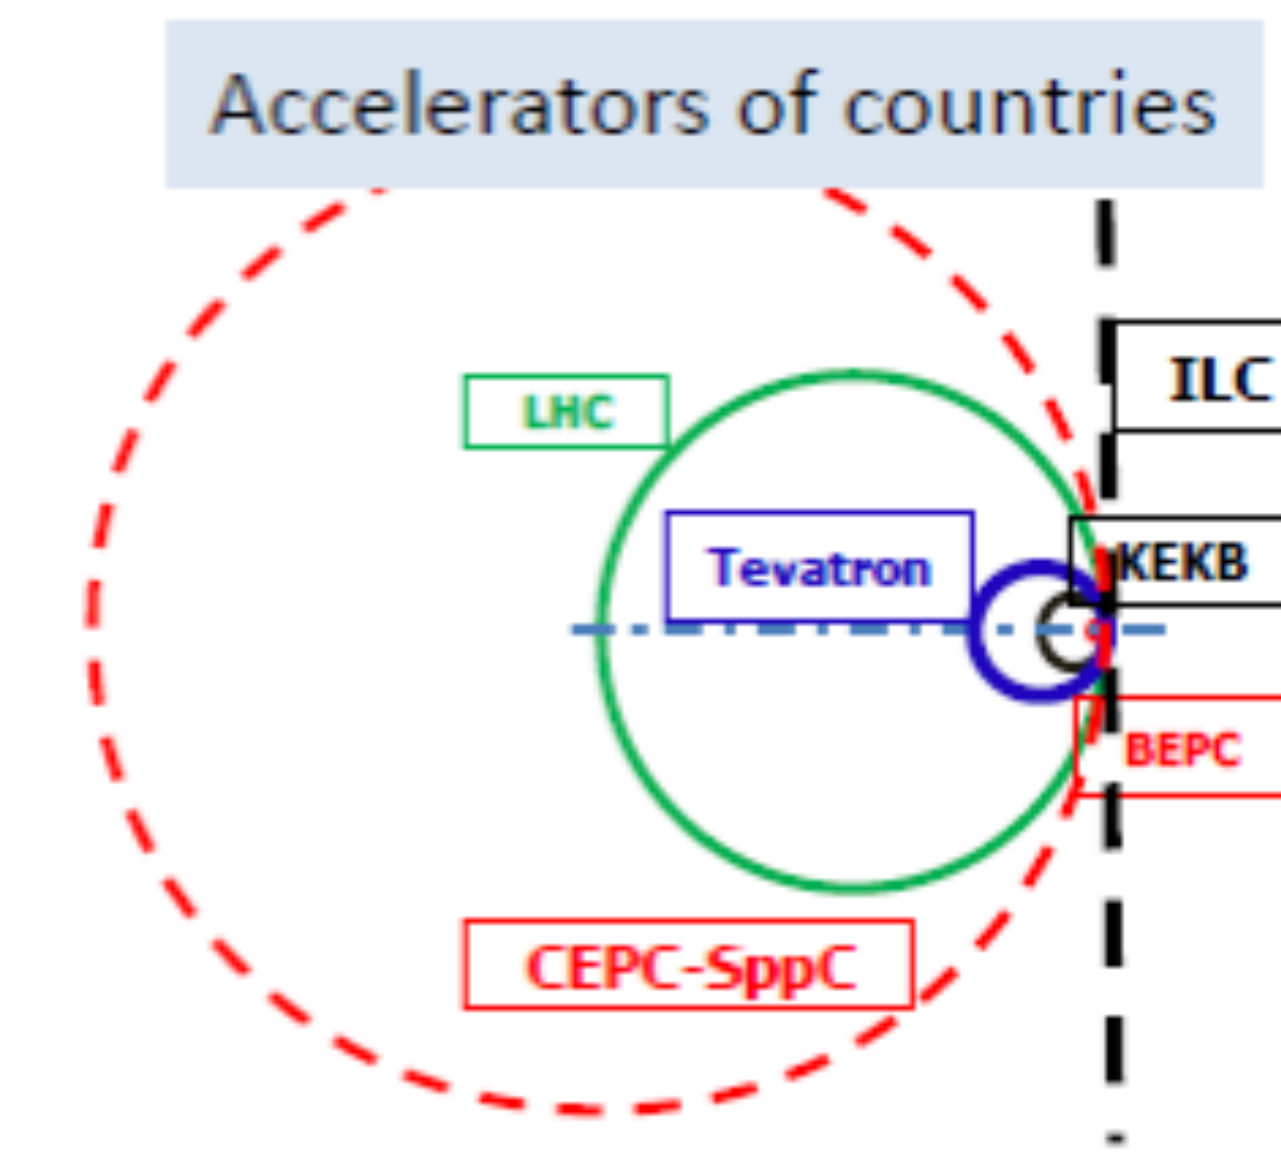 Accelerators of countries
ILC
LHC
Tevatron
KEKB
BEPC
CEPC-SppC